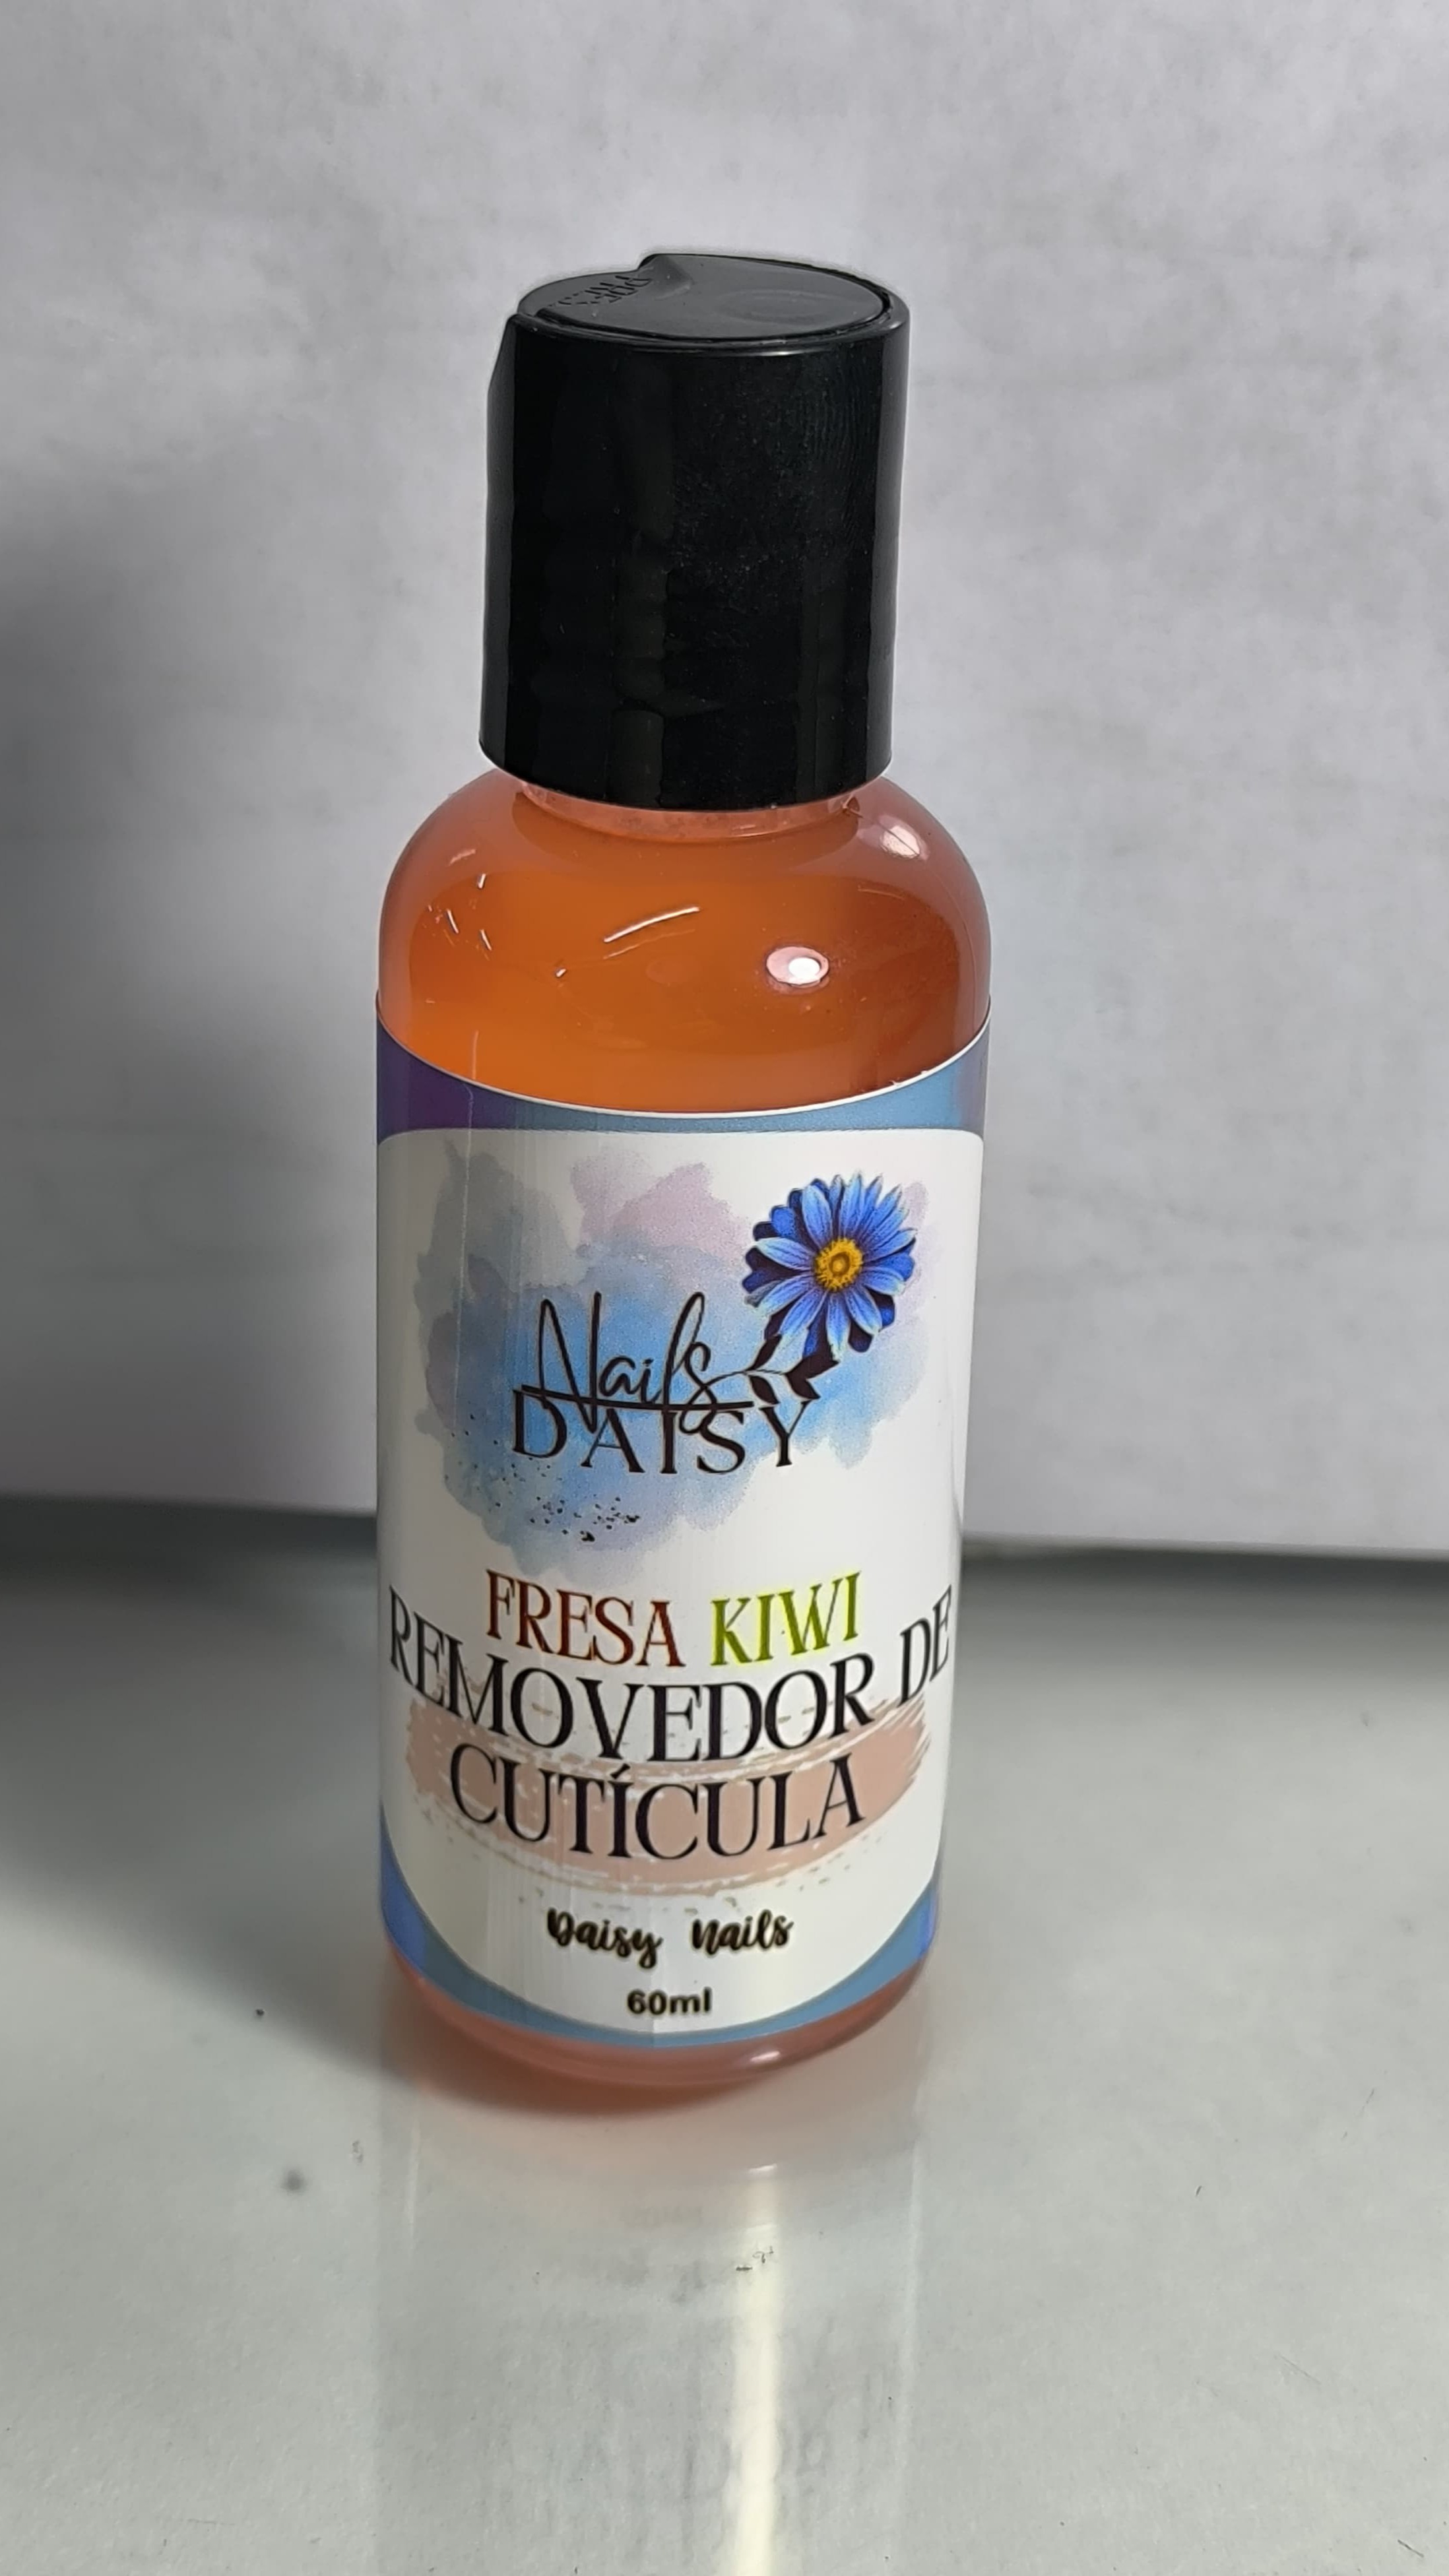 Nails
DAISY
FRESA KIWI
REMOVEDOR DE
CUTÍCULA
Daisy Nails
60ml